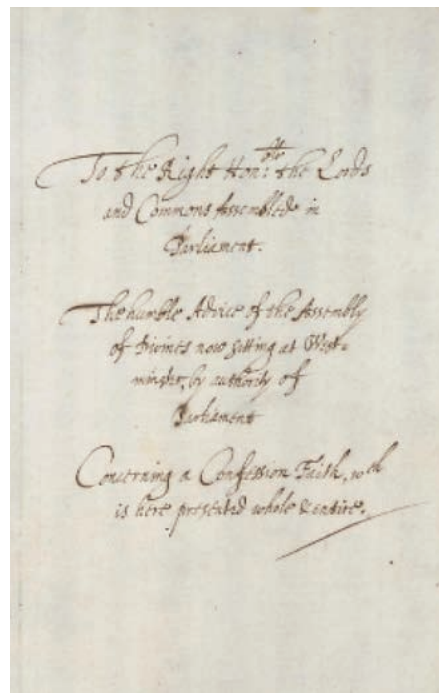 To the Right Hon:ble the Lords
and Commons Assembled in
Parliament.
The humble Advice of the Assembly
of Divines now sitting at West-
minster, by authority of
Parliament
Concerning a Confession Faith, wch
is here presented whole & entire.